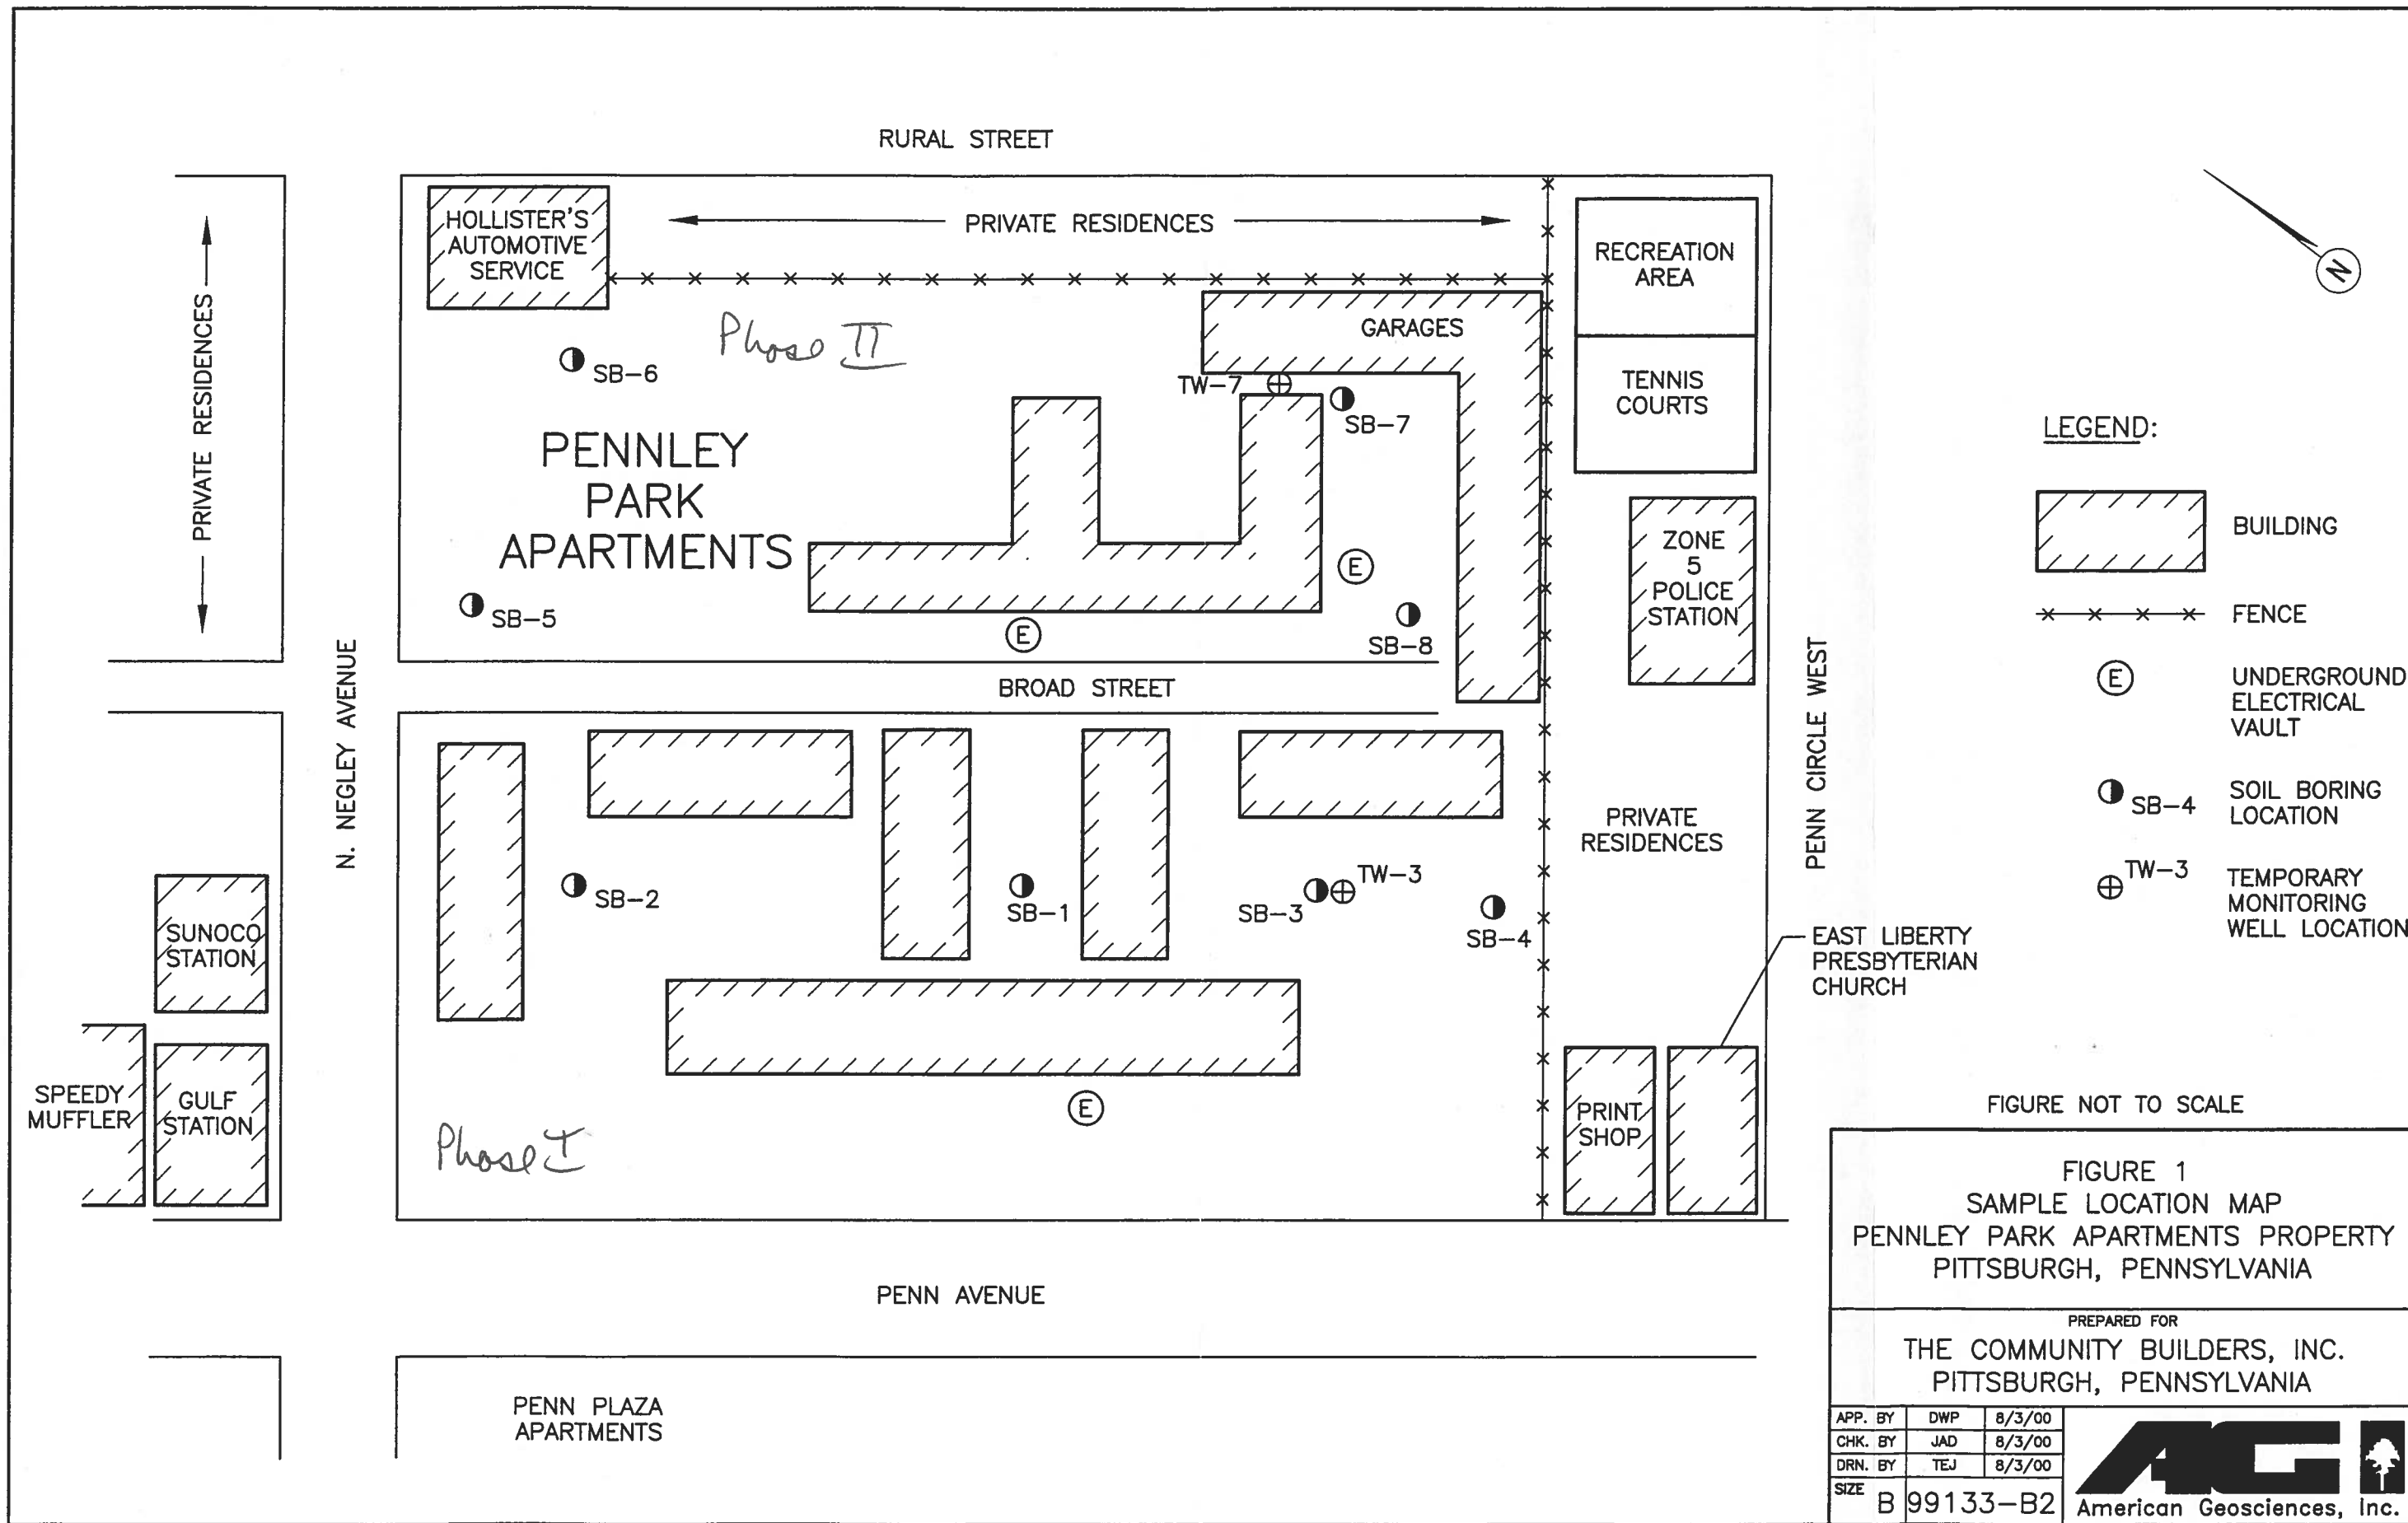 RURAL STREET
HOLLISTER'S
AUTOMOTIVE
SERVICE
PRIVATE RESIDENCES
PRIVATE RESIDENCES
RECREATION
AREA
GARAGES
Phase II
SB-6
TW-7
SB-7
TENNIS
COURTS
PENNLEY
PARK
APARTMENTS
ZONE
5
POLICE
STATION
E
SB-5
E
SB-8
N. NEGLEY AVENUE
BROAD STREET
PENN CIRCLE WEST
PRIVATE
RESIDENCES
SB-2
SB-1
SB-3
TW-3
SB-4
SUNOCO
STATION
EAST LIBERTY
PRESBYTERIAN
CHURCH
SPEEDY
MUFFLER
GULF
STATION
E
Phase I
PRINT
SHOP
PENN AVENUE
PENN PLAZA
APARTMENTS
N
LEGEND:
BUILDING
FENCE
E
UNDERGROUND
ELECTRICAL
VAULT
SB-4
SOIL BORING
LOCATION
TW-3
TEMPORARY
MONITORING
WELL LOCATION
FIGURE NOT TO SCALE
FIGURE 1
SAMPLE LOCATION MAP
PENNLEY PARK APARTMENTS PROPERTY
PITTSBURGH, PENNSYLVANIA
PREPARED FOR
THE COMMUNITY BUILDERS, INC.
PITTSBURGH, PENNSYLVANIA
APP. BY DWP 8/3/00
CHK. BY JAD 8/3/00
DRN. BY TEJ 8/3/00
SIZE B 99133-B2
AGI
American Geosciences, Inc.